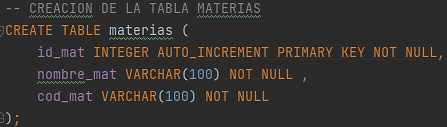 -- CREACION DE LA TABLA MATERIAS
CREATE TABLE materias (
    id_mat INTEGER AUTO_INCREMENT PRIMARY KEY NOT NULL,
    nombre_mat VARCHAR(100) NOT NULL ,
    cod_mat VARCHAR(100) NOT NULL
);